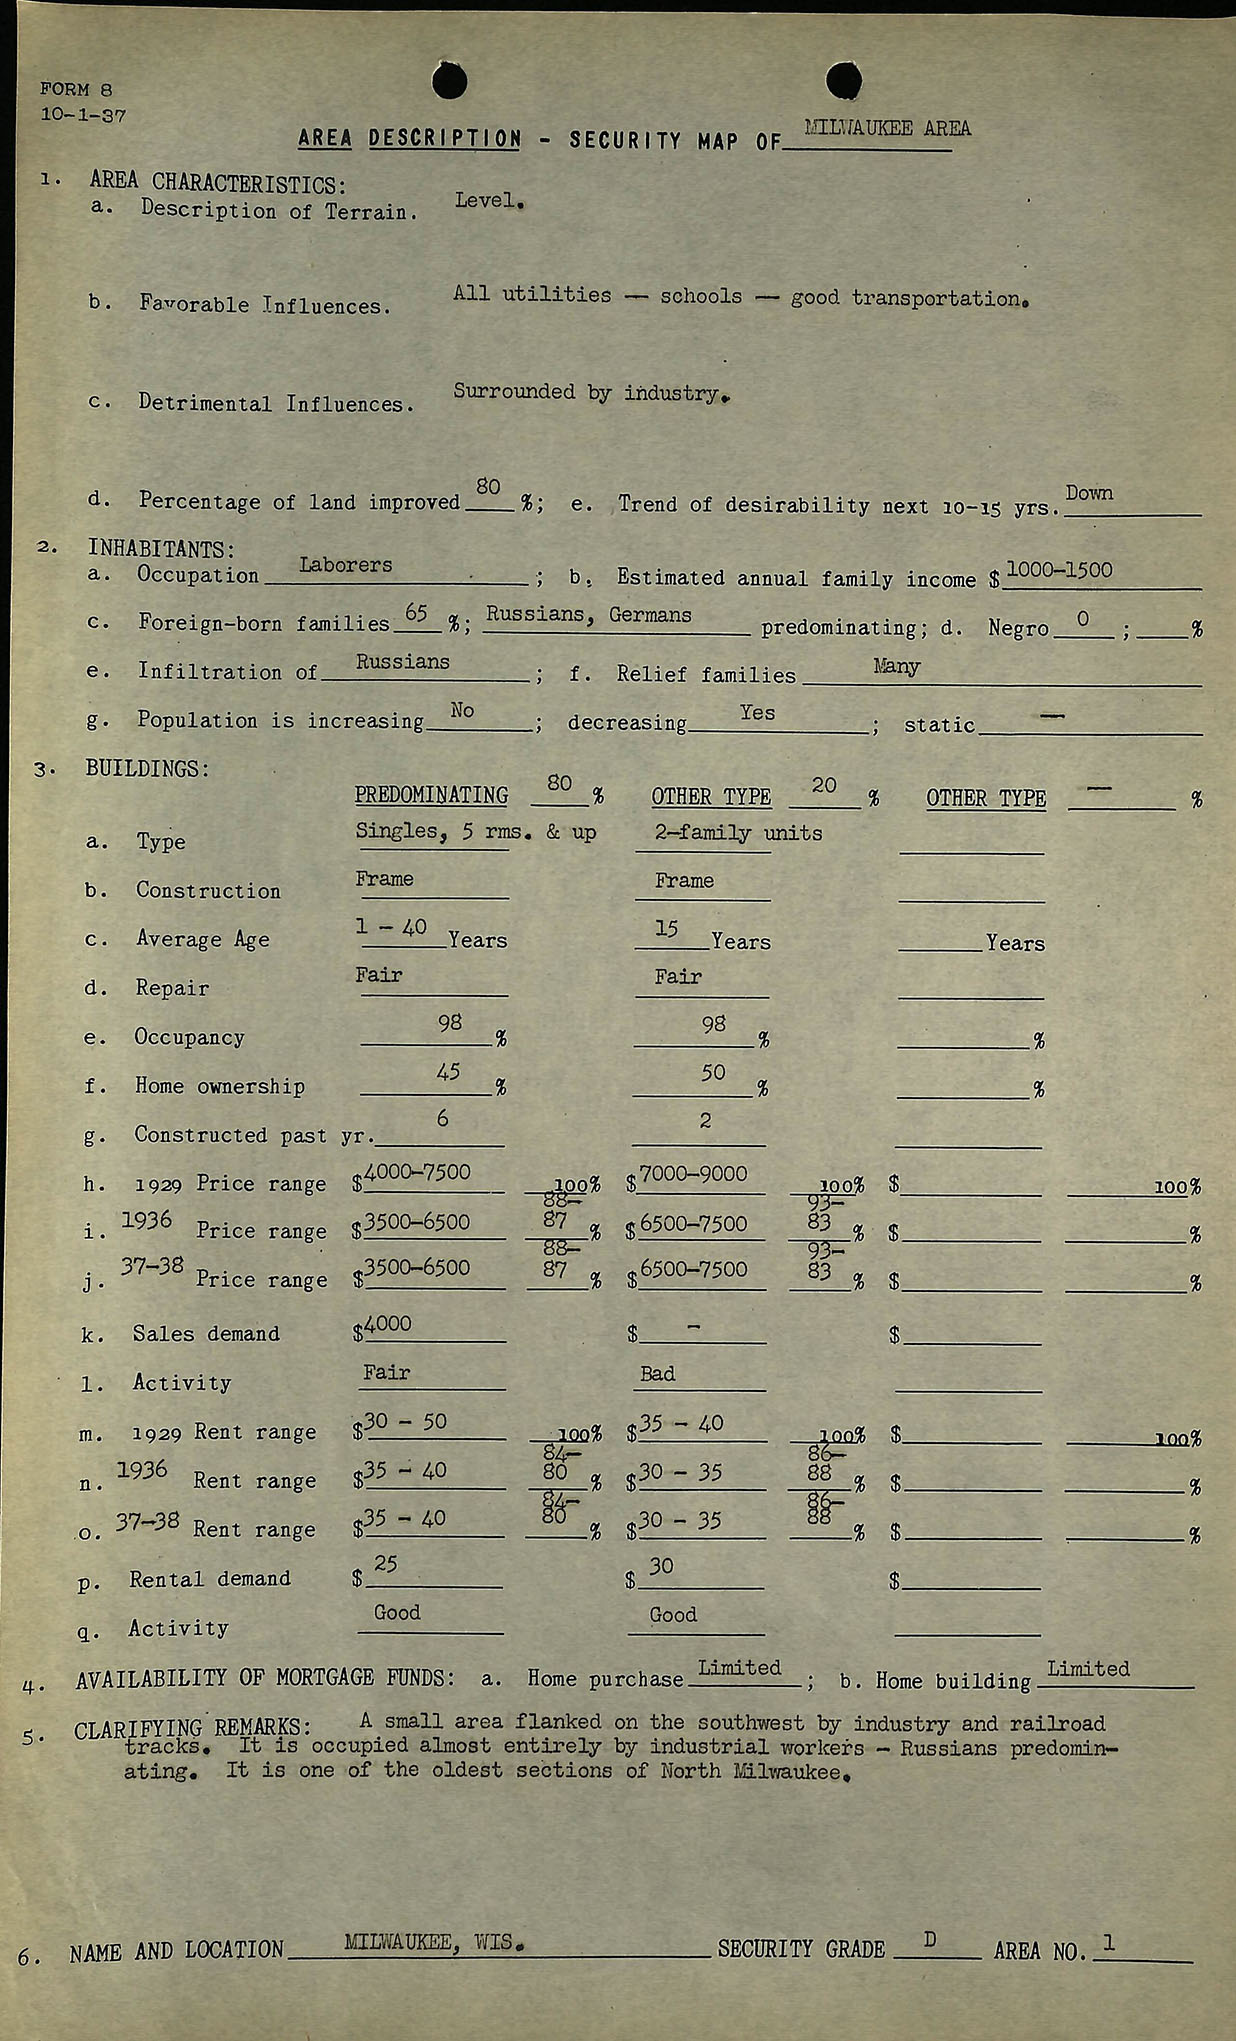 FORM 8
10-1-37
AREA DESCRIPTION - SECURITY MAP OF MILWAUKEE AREA
1. AREA CHARACTERISTICS:
a. Description of Terrain. Level.
b. Favorable Influences. All utilities — schools — good transportation.
c. Detrimental Influences. Surrounded by industry.
d. Percentage of land improved 80 %; e. Trend of desirability next 10-15 yrs. Down
2. INHABITANTS:
a. Occupation Laborers ; b. Estimated annual family income $ 1000-1500
c. Foreign-born families 65 %; Russians, Germans predominating; d. Negro 0 ; %
e. Infiltration of Russians ; f. Relief families Many
g. Population is increasing No ; decreasing Yes ; static —
3. BUILDINGS:
PREDOMINATING 80 % OTHER TYPE 20 % OTHER TYPE — %
a. Type Singles, 5 rms. & up 2-family units
b. Construction Frame Frame
c. Average Age 1 - 40 Years 15 Years Years
d. Repair Fair Fair
e. Occupancy 98 % 98 % %
f. Home ownership 45 % 50 % %
g. Constructed past yr. 6 2
h. 1929 Price range $4000-7500 100% $7000-9000 100% $ 100%
i. 1936 Price range $3500-6500 88-87 % $6500-7500 93-83 % $ %
j. 37-38 Price range $3500-6500 88-87 % $6500-7500 93-83 % $ %
k. Sales demand $4000 $ - $
l. Activity Fair Bad
m. 1929 Rent range $30 - 50 100% $35 - 40 100% $ 100%
n. 1936 Rent range $35 - 40 84-80 % $30 - 35 86-88 % $ %
o. 37-38 Rent range $35 - 40 84-80 % $30 - 35 86-88 % $ %
p. Rental demand $ 25 $ 30 $
q. Activity Good Good
4. AVAILABILITY OF MORTGAGE FUNDS: a. Home purchase Limited ; b. Home building Limited
5. CLARIFYING REMARKS: A small area flanked on the southwest by industry and railroad
tracks. It is occupied almost entirely by industrial workers - Russians predomin-
ating. It is one of the oldest sections of North Milwaukee.
6. NAME AND LOCATION MILWAUKEE, WIS. SECURITY GRADE D AREA NO. 1